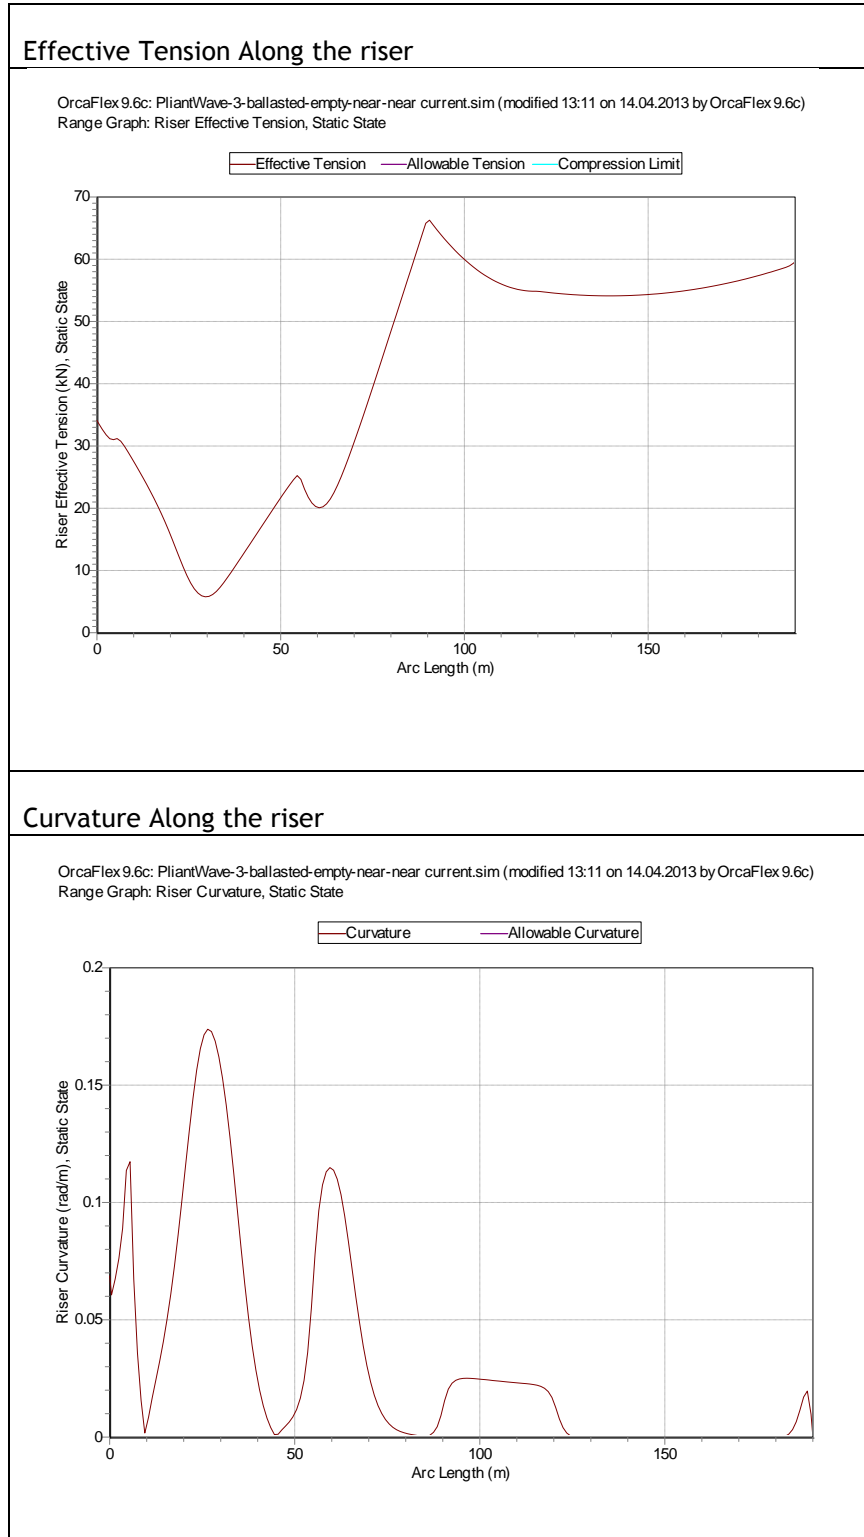 Effective Tension Along the riser
OrcaFlex 9.6c: PliantWave-3-ballasted-empty-near-near current.sim (modified 13:11 on 14.04.2013 by OrcaFlex 9.6c)
Range Graph: Riser Effective Tension, Static State
Effective Tension Allowable Tension Compression Limit
70
60
50
40
30
20
10
0
Riser Effective Tension (kN), Static State
0 50 100 150
Arc Length (m)
Curvature Along the riser
OrcaFlex 9.6c: PliantWave-3-ballasted-empty-near-near current.sim (modified 13:11 on 14.04.2013 by OrcaFlex 9.6c)
Range Graph: Riser Curvature, Static State
Curvature Allowable Curvature
0.2
0.15
0.1
0.05
0
Riser Curvature (rad/m), Static State
0 50 100 150
Arc Length (m)